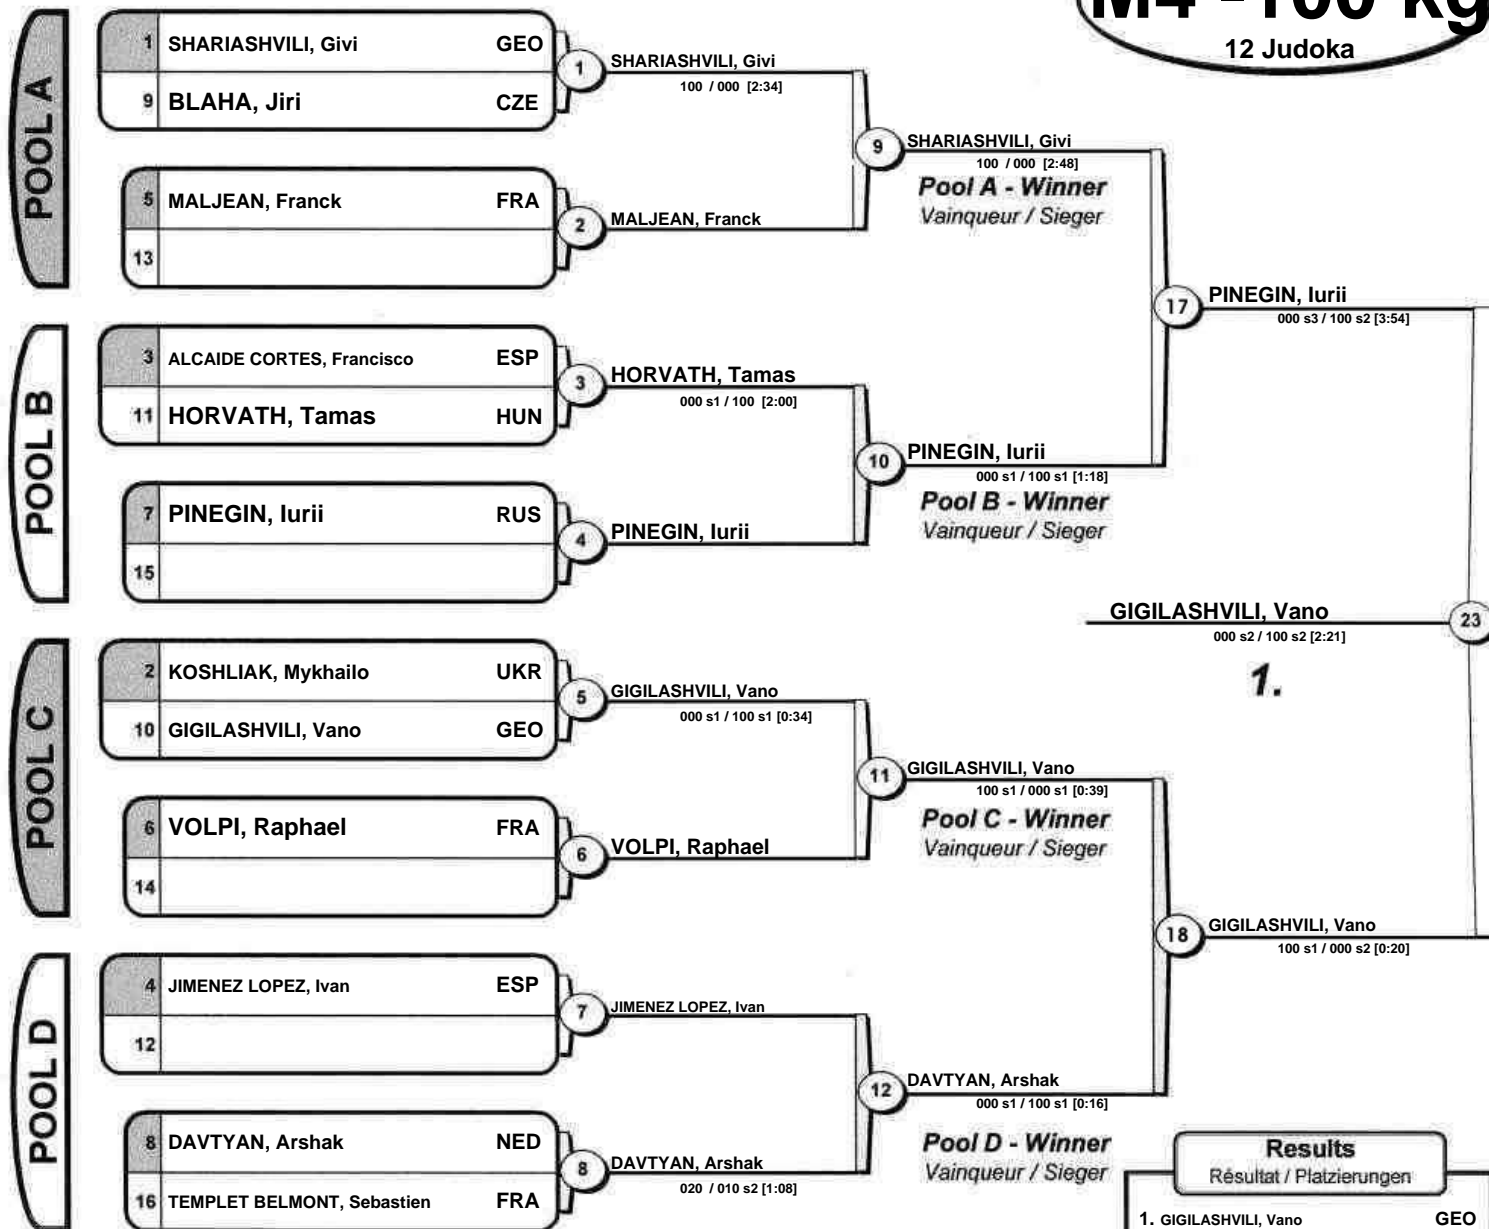 M4 -100 kg
12 Judoka
POOL A
1 SHARIASHVILI, Givi GEO
9 BLAHA, Jiri CZE
5 MALJEAN, Franck FRA
13
1
SHARIASHVILI, Givi
100 / 000 [2:34]
2
MALJEAN, Franck
9
SHARIASHVILI, Givi
100 / 000 [2:48]
Pool A - Winner
Vainqueur / Sieger
POOL B
3 ALCAIDE CORTES, Francisco ESP
11 HORVATH, Tamas HUN
7 PINEGIN, Iurii RUS
15
3
HORVATH, Tamas
000 s1 / 100 [2:00]
4
PINEGIN, Iurii
10
PINEGIN, Iurii
000 s1 / 100 s1 [1:18]
Pool B - Winner
Vainqueur / Sieger
17
PINEGIN, Iurii
000 s3 / 100 s2 [3:54]
GIGILASHVILI, Vano
23
000 s2 / 100 s2 [2:21]
1.
POOL C
2 KOSHLIAK, Mykhailo UKR
10 GIGILASHVILI, Vano GEO
6 VOLPI, Raphael FRA
14
5
GIGILASHVILI, Vano
000 s1 / 100 s1 [0:34]
6
VOLPI, Raphael
11
GIGILASHVILI, Vano
100 s1 / 000 s1 [0:39]
Pool C - Winner
Vainqueur / Sieger
18
GIGILASHVILI, Vano
100 s1 / 000 s2 [0:20]
POOL D
4 JIMENEZ LOPEZ, Ivan ESP
12
8 DAVTYAN, Arshak NED
16 TEMPLET BELMONT, Sebastien FRA
7
JIMENEZ LOPEZ, Ivan
8
DAVTYAN, Arshak
020 / 010 s2 [1:08]
12
DAVTYAN, Arshak
000 s1 / 100 s1 [0:16]
Pool D - Winner
Vainqueur / Sieger
Results
Résultat / Platzierungen
1. GIGILASHVILI, Vano GEO